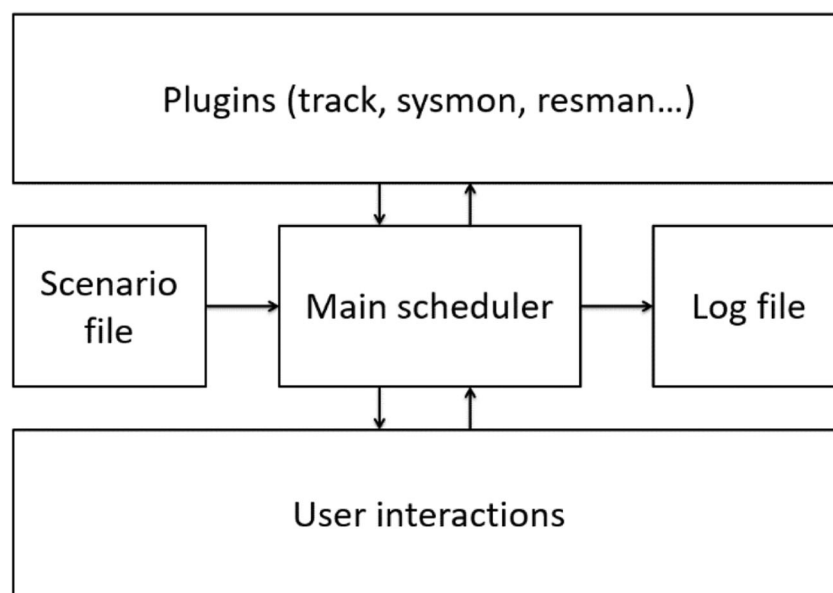 Plugins (track, sysmon, resman…)
Scenario
file
Main scheduler
Log file
User interactions